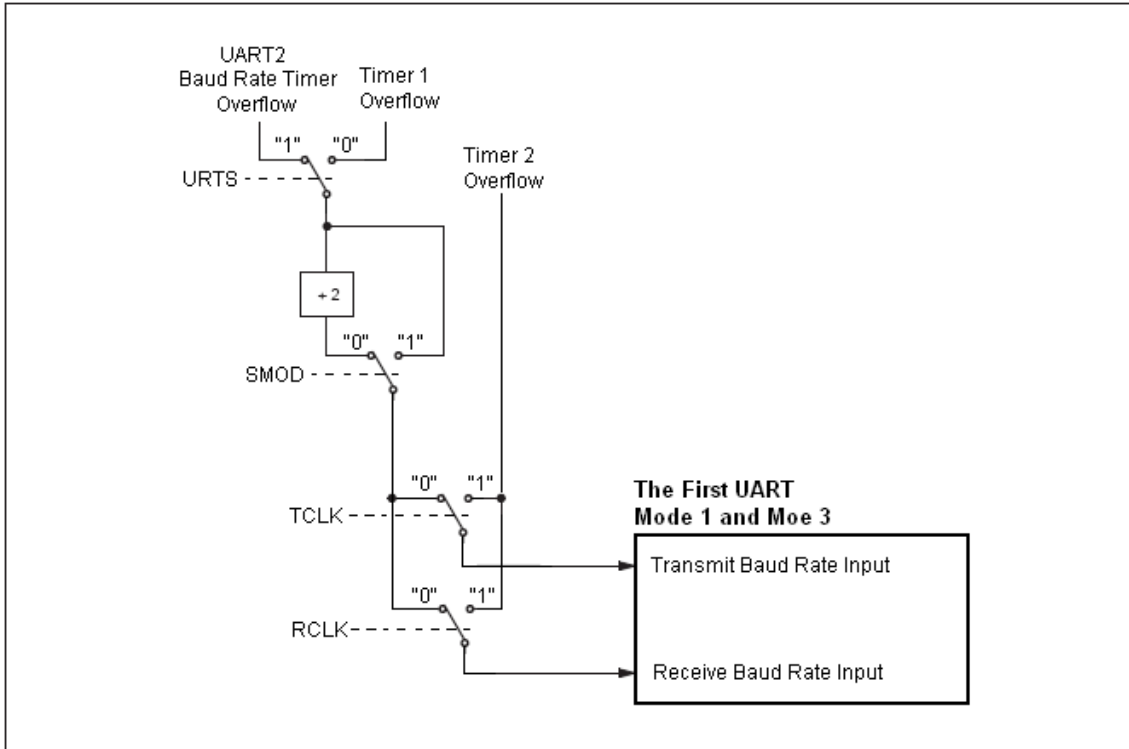 UART2
Baud Rate Timer
Overflow
Timer 1
Overflow
"1"
"0"
Timer 2
Overflow
URTS
+ 2
"0"
"1"
SMOD
"0"
"1"
TCLK
The First UART
Mode 1 and Moe 3
Transmit Baud Rate Input
"0"
"1"
RCLK
Receive Baud Rate Input